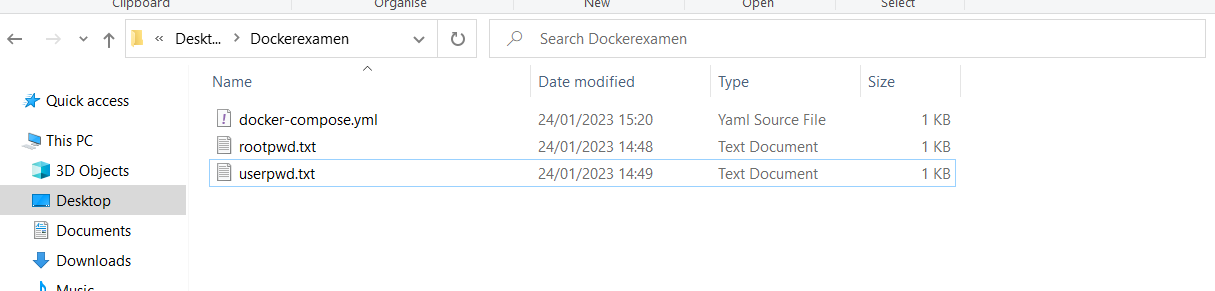 Clipboard Organise New Open Select
« Deskt... > Dockerexamen Search Dockerexamen
Name Date modified Type Size
Quick access
docker-compose.yml 24/01/2023 15:20 Yaml Source File 1 KB
This PC
rootpwd.txt 24/01/2023 14:48 Text Document 1 KB
3D Objects
userpwd.txt 24/01/2023 14:49 Text Document 1 KB
Desktop
Documents
Downloads
Music